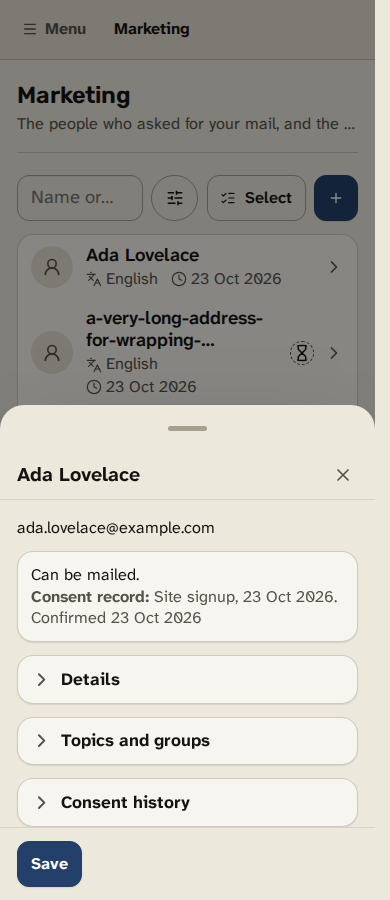 Menu
Marketing
Marketing
The people who asked for your mail, and the ...
Name or...
Select
Ada Lovelace
English 23 Oct 2026
a-very-long-address-
for-wrapping-...
English
23 Oct 2026
Ada Lovelace
ada.lovelace@example.com
Can be mailed.
Consent record: Site signup, 23 Oct 2026.
Confirmed 23 Oct 2026
Details
Topics and groups
Consent history
Save